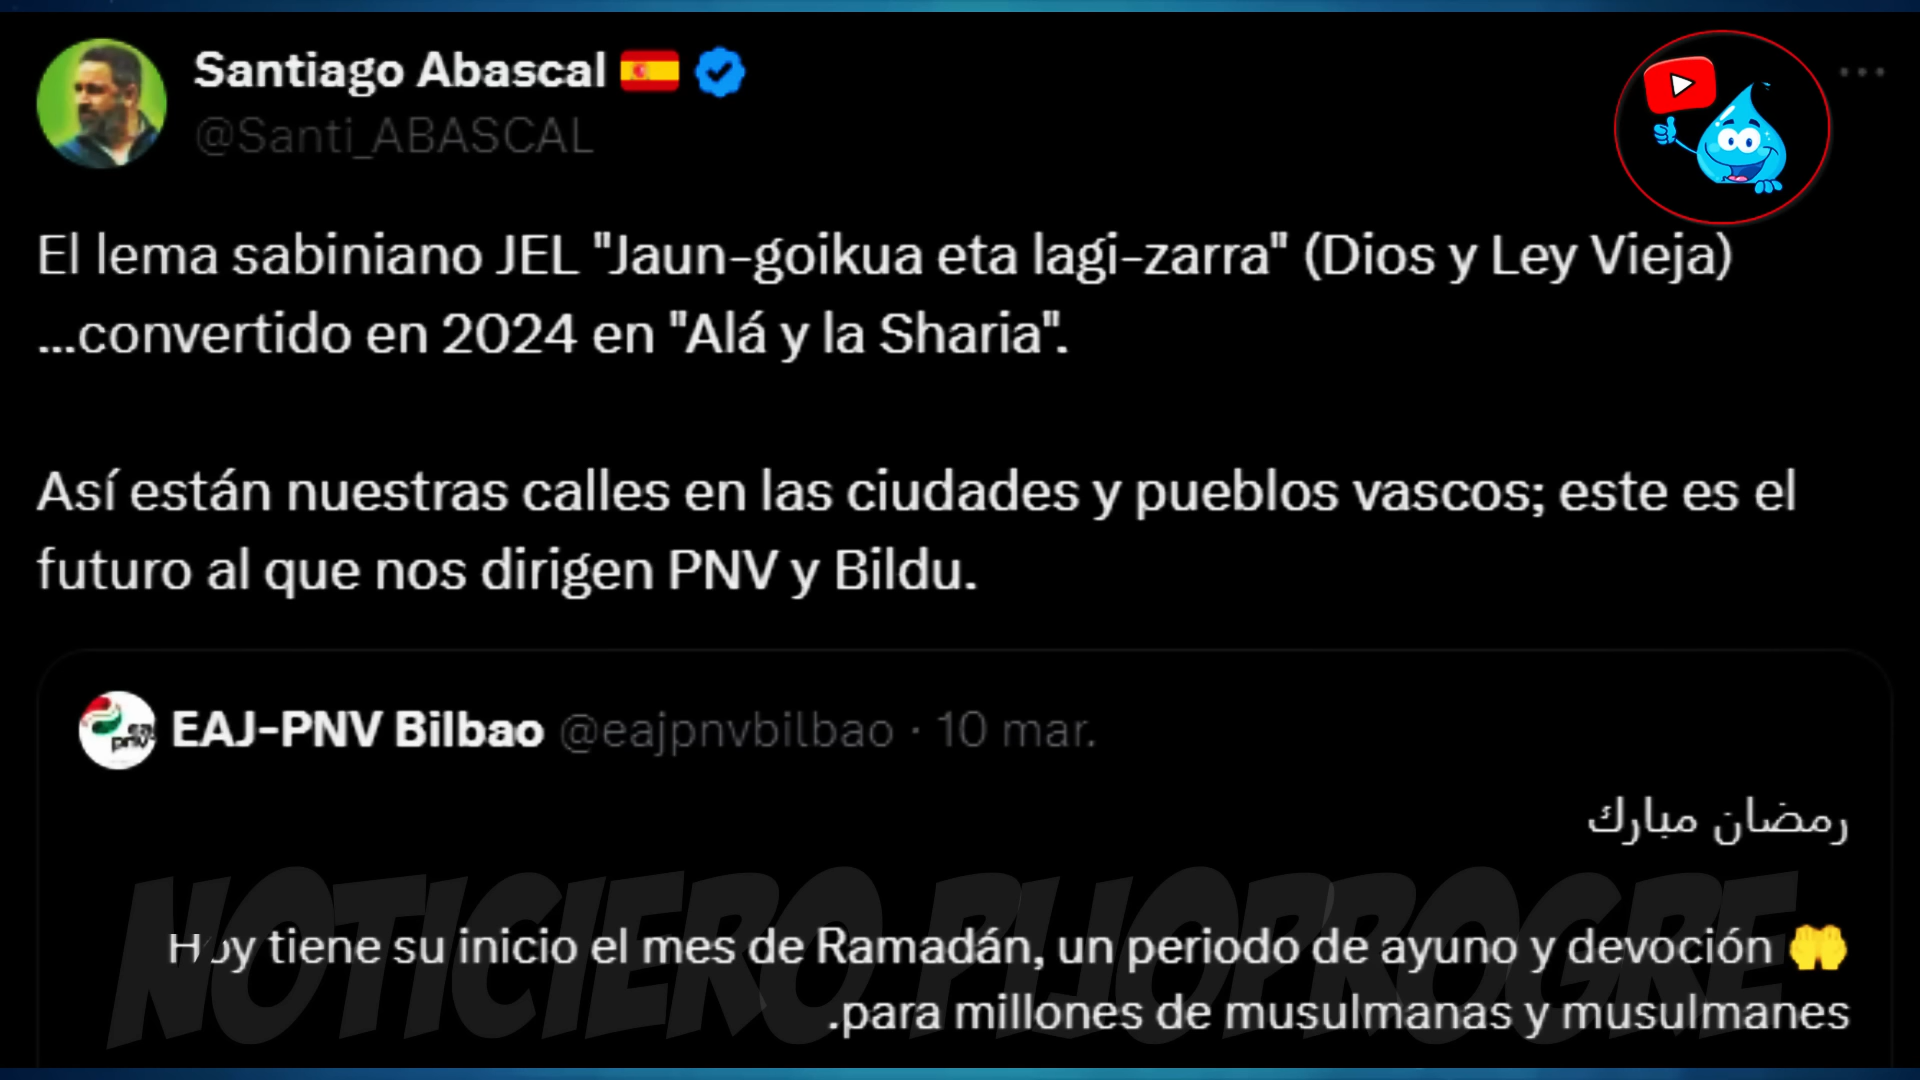 Santiago Abascal
@Santi_ABASCAL
El lema sabiniano JEL "Jaun-goikua eta lagi-zarra" (Dios y Ley Vieja)
...convertido en 2024 en "Alá y la Sharia".
Así están nuestras calles en las ciudades y pueblos vascos; este es el
futuro al que nos dirigen PNV y Bildu.
EAJ-PNV Bilbao @eajpnvbilbao · 10 mar.
رمضان مبارك
Hoy tiene su inicio el mes de Ramadán, un periodo de ayuno y devoción 🤲
.para millones de musulmanas y musulmanes
NOTICIERO PIJOPROGRE